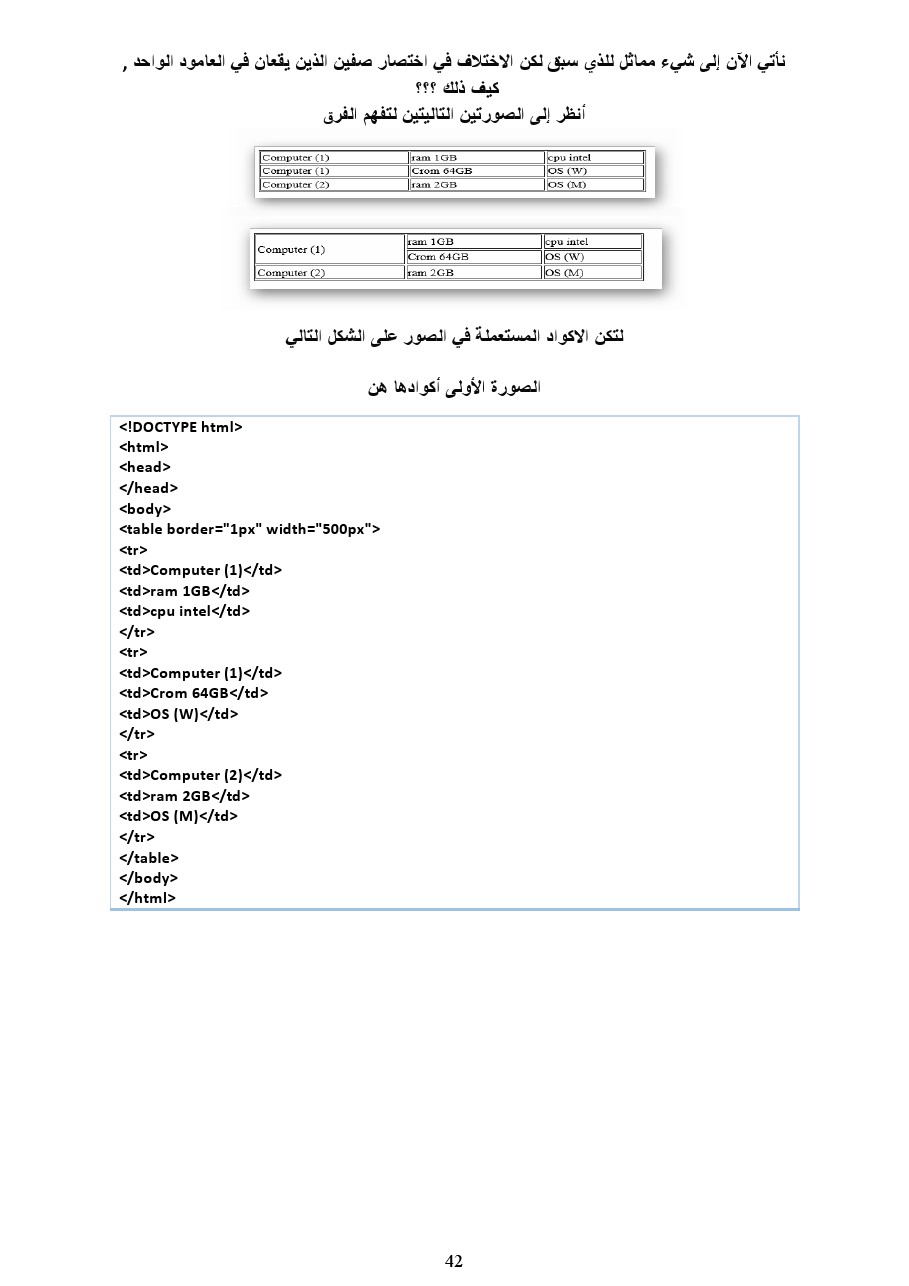 نأتي الآن إلى شيء مماثل للذي سبق لكن الاختلاف في اختصار صفين الذين يقعان في العامود الواحد ,
كيف ذلك ؟؟؟
أنظر إلى الصورتين التاليتين لتفهم الفرق
Computer (1) ram 1GB cpu intel
Computer (1) Crom 64GB OS (W)
Computer (2) ram 2GB OS (M)
Computer (1) ram 1GB cpu intel
Crom 64GB OS (W)
Computer (2) ram 2GB OS (M)
لتكن الاكواد المستعملة في الصور على الشكل التالي
الصورة الأولى أكوادها هن
<!DOCTYPE html>
<html>
<head>
</head>
<body>
<table border="1px" width="500px">
<tr>
<td>Computer (1)</td>
<td>ram 1GB</td>
<td>cpu intel</td>
</tr>
<tr>
<td>Computer (1)</td>
<td>Crom 64GB</td>
<td>OS (W)</td>
</tr>
<tr>
<td>Computer (2)</td>
<td>ram 2GB</td>
<td>OS (M)</td>
</tr>
</table>
</body>
</html>
42